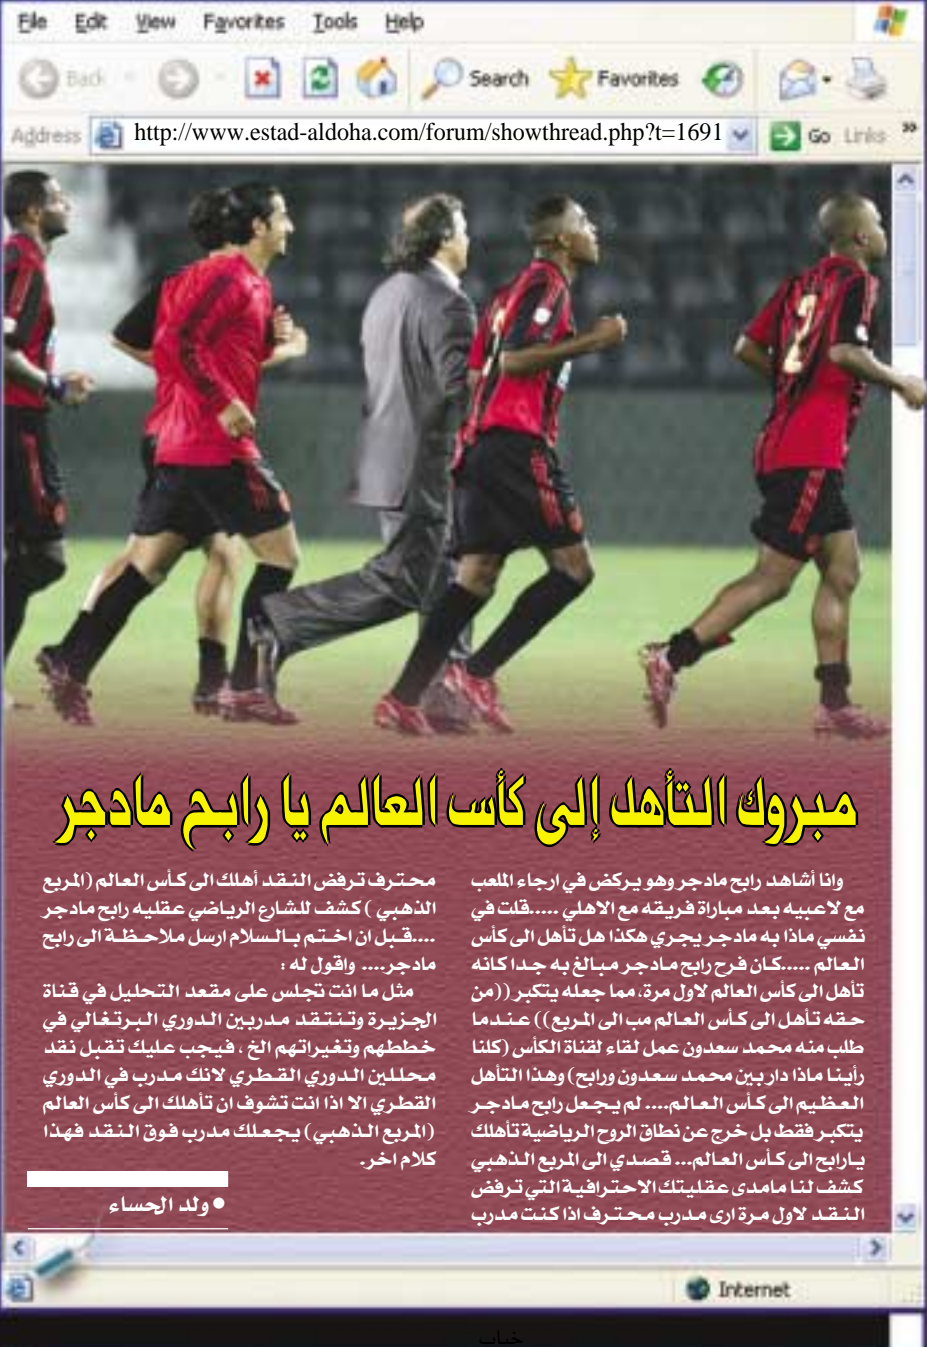 File Edit View Favorites Tools Help
Back Search Favorites
Address http://www.estad-aldoha.com/forum/showthread.php?t=1691 Go Links »
2
مبروك التأهل إلى كأس العالم يا رابح مادجر
وانا أشاهد رابح مادجر وهو يركض في ارجاء الملعب
مع لاعبيه بعد مباراة فريقه مع الاهلي .....قلت في
نفسي ماذا به مادجر يجري هكذا هل تأهل الى كأس
العالم .....كان فرح رابح مادجر مبالغ به جدا كانه
تأهل الى كأس العالم لاول مرة، مما جعله يتكبر ((من
حقه تأهل الى كأس العالم مب الى المربع)) عندما
طلب منه محمد سعدون عمل لقاء لقناة الكأس (كلنا
رأينا ماذا دار بين محمد سعدون ورابح) وهذا التأهل
العظيم الى كأس العالم.... لم يجعل رابح مادجر
يتكبر فقط بل خرج عن نطاق الروح الرياضية تأهلك
يارابح الى كأس العالم... قصدي الى المربع الذهبي
كشف لنا مامدى عقليتك الاحترافية التي ترفض
النقد لاول مرة ارى مدرب محترف اذا كنت مدرب
محترف ترفض النقد أهلك الى كأس العالم (المربع
الذهبي ) كشف للشارع الرياضي عقليه رابح مادجر
....قبل ان اختم بالسلام ارسل ملاحظة الى رابح
مادجر.... واقول له :
مثل ما انت تجلس على مقعد التحليل في قناة
الجزيرة وتنتقد مدربين الدوري البرتغالي في
خططهم وتغيراتهم الخ ، فيجب عليك تقبل نقد
محللين الدوري القطري لانك مدرب في الدوري
القطري الا اذا انت تشوف ان تأهلك الى كأس العالم
(المربع الذهبي) يجعلك مدرب فوق النقد فهذا
كلام اخر.
● ولد الحساء
Internet